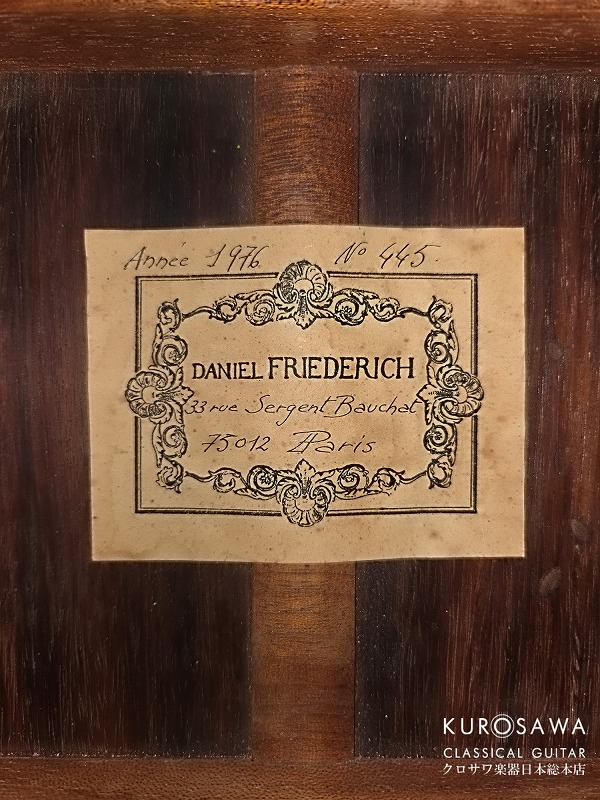 Année 1976 No 445.
DANIEL FRIEDERICH
33 rue Sergent Bauchat
75012 Paris
KUROSAWA
CLASSICAL GUITAR
クロサワ楽器日本総本店